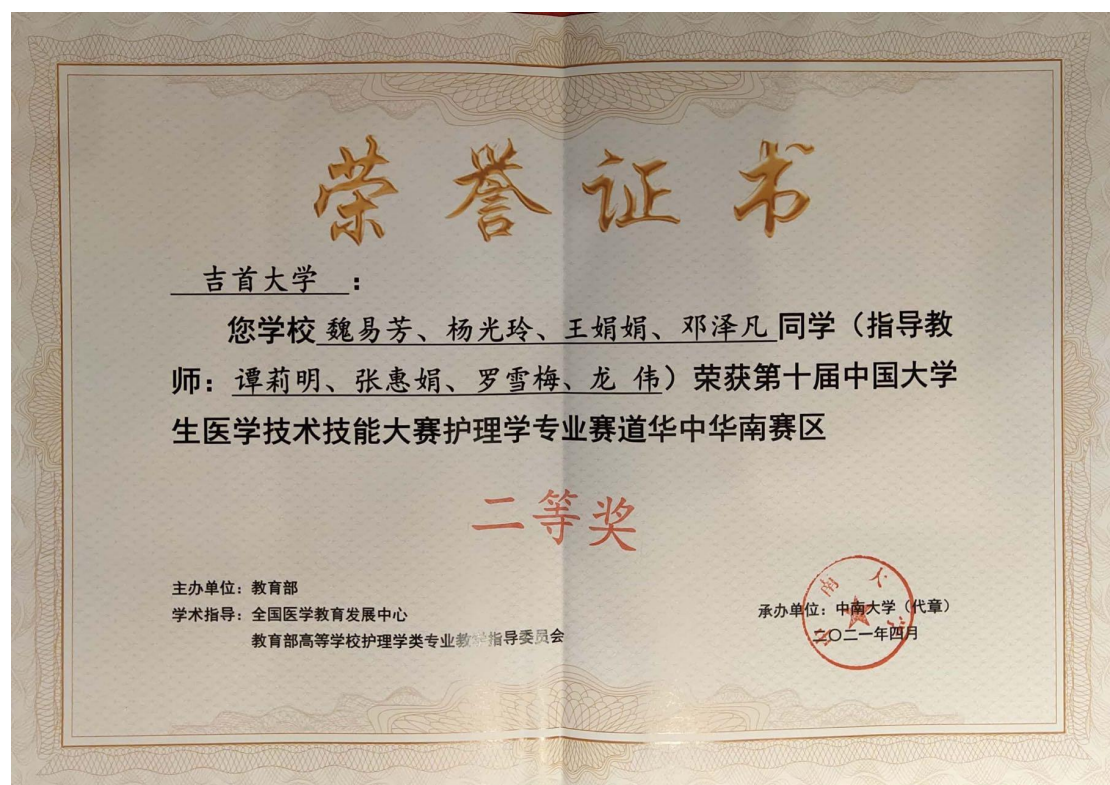 荣誉证书
吉首大学：
您学校魏易芳、杨光玲、王娟娟、邓泽凡同学（指导教
师：谭莉明、张惠娟、罗雪梅、龙 伟）荣获第十届中国大学
生医学技术技能大赛护理学专业赛道华中华南赛区
二等奖
主办单位：教育部
学术指导：全国医学教育发展中心
教育部高等学校护理学类专业教学指导委员会
承办单位：中南大学（代章）
二〇二一年四月
中南大学